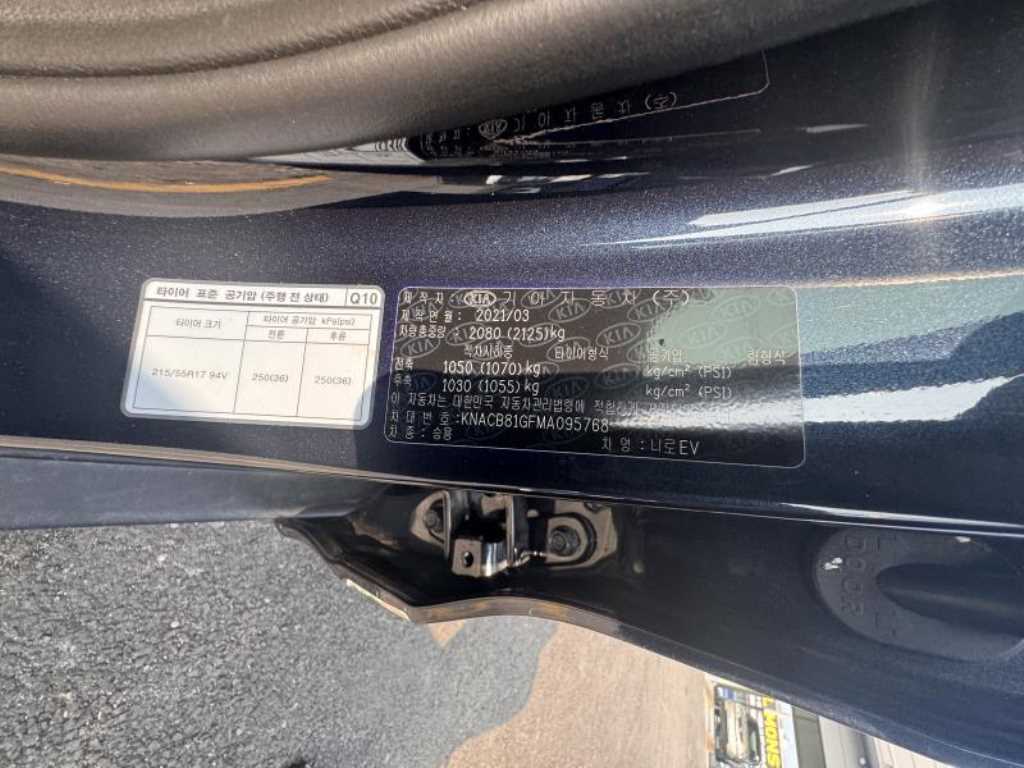 타이어 표준 공기압 (주행 전 상태) Q10
타이어 크기
타이어 공기압 kPa(psi)
전륜 후륜
215/55R17 94V 250(36) 250(36)
제 작 자 : KIA 기 아 자 동 차 (주)
제 작 연 월 : 2021/03
차량총중량 : 2080 (2125)kg
적차시하중 타이어형식 공기압 림형식
전축 1050 (1070) kg kg/cm² (PSI)
후축 1030 (1055) kg kg/cm² (PSI)
이 자동차는 대한민국 자동차관리법령에 적합하게
차 대 번 호 : KNACB81GFMA095768
차 종 : 승용 차 명 : 니로EV
DOOR
MONS